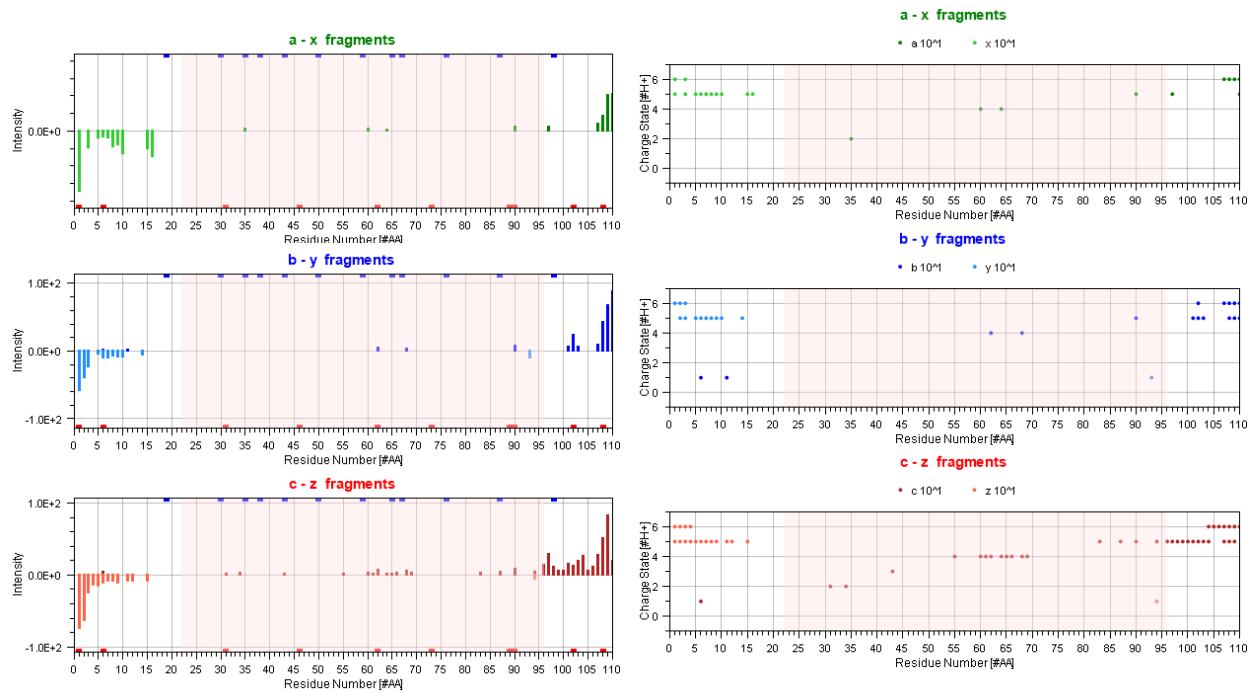 a - x fragments
Intensity
0.0E+0
0 5 10 15 20 25 30 35 40 45 50 55 60 65 70 75 80 85 90 95 100 105 110
Residue Number [#AA]
b - y fragments
Intensity
1.0E+2
0.0E+0
-1.0E+2
0 5 10 15 20 25 30 35 40 45 50 55 60 65 70 75 80 85 90 95 100 105 110
Residue Number [#AA]
c - z fragments
Intensity
1.0E+2
0.0E+0
-1.0E+2
0 5 10 15 20 25 30 35 40 45 50 55 60 65 70 75 80 85 90 95 100 105 110
Residue Number [#AA]
a - x fragments
a 10^1 x 10^1
Charge State [#H+]
6
4
2
0
0 5 10 15 20 25 30 35 40 45 50 55 60 65 70 75 80 85 90 95 100 105 110
Residue Number [#AA]
b - y fragments
b 10^1 y 10^1
Charge State [#H+]
6
4
2
0
0 5 10 15 20 25 30 35 40 45 50 55 60 65 70 75 80 85 90 95 100 105 110
Residue Number [#AA]
c - z fragments
c 10^1 z 10^1
Charge State [#H+]
6
4
2
0
0 5 10 15 20 25 30 35 40 45 50 55 60 65 70 75 80 85 90 95 100 105 110
Residue Number [#AA]